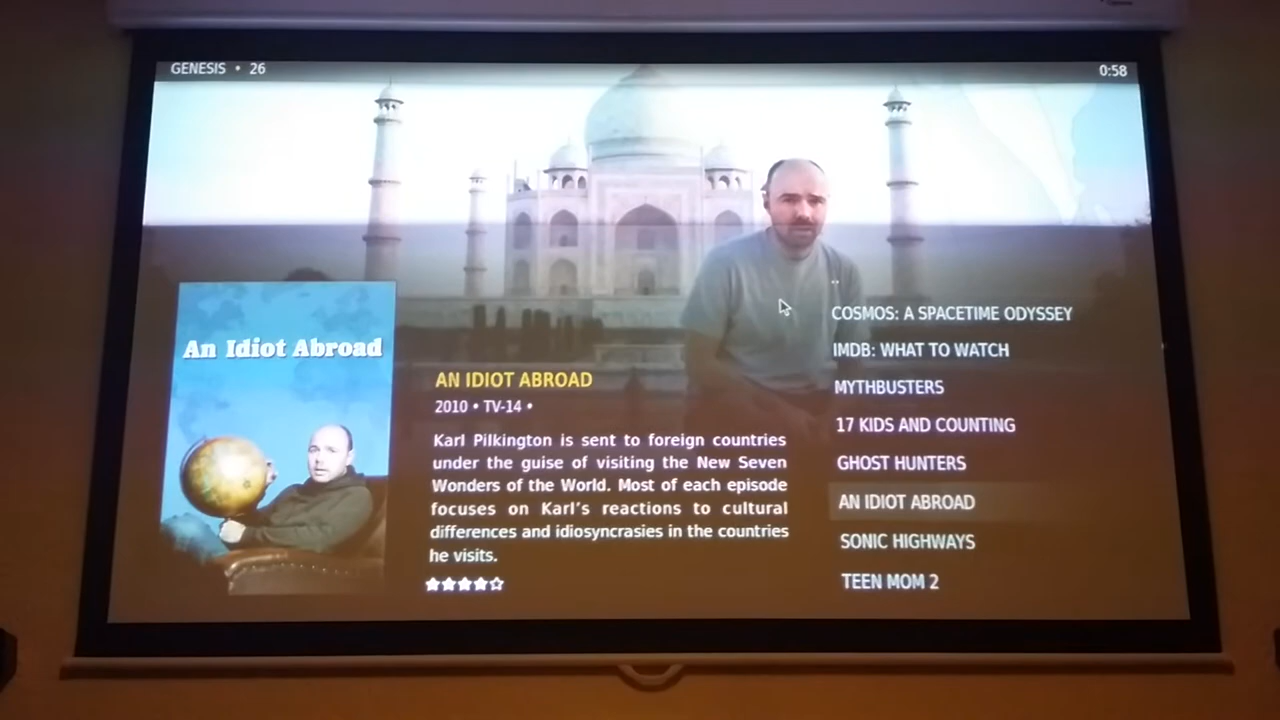 GENESIS • 26
0:58
An Idiot Abroad
AN IDIOT ABROAD
2010 • TV-14 •
Karl Pilkington is sent to foreign countries
under the guise of visiting the New Seven
Wonders of the World. Most of each episode
focuses on Karl's reactions to cultural
differences and idiosyncrasies in the countries
he visits.
COSMOS: A SPACETIME ODYSSEY
IMDB: WHAT TO WATCH
MYTHBUSTERS
17 KIDS AND COUNTING
GHOST HUNTERS
AN IDIOT ABROAD
SONIC HIGHWAYS
TEEN MOM 2